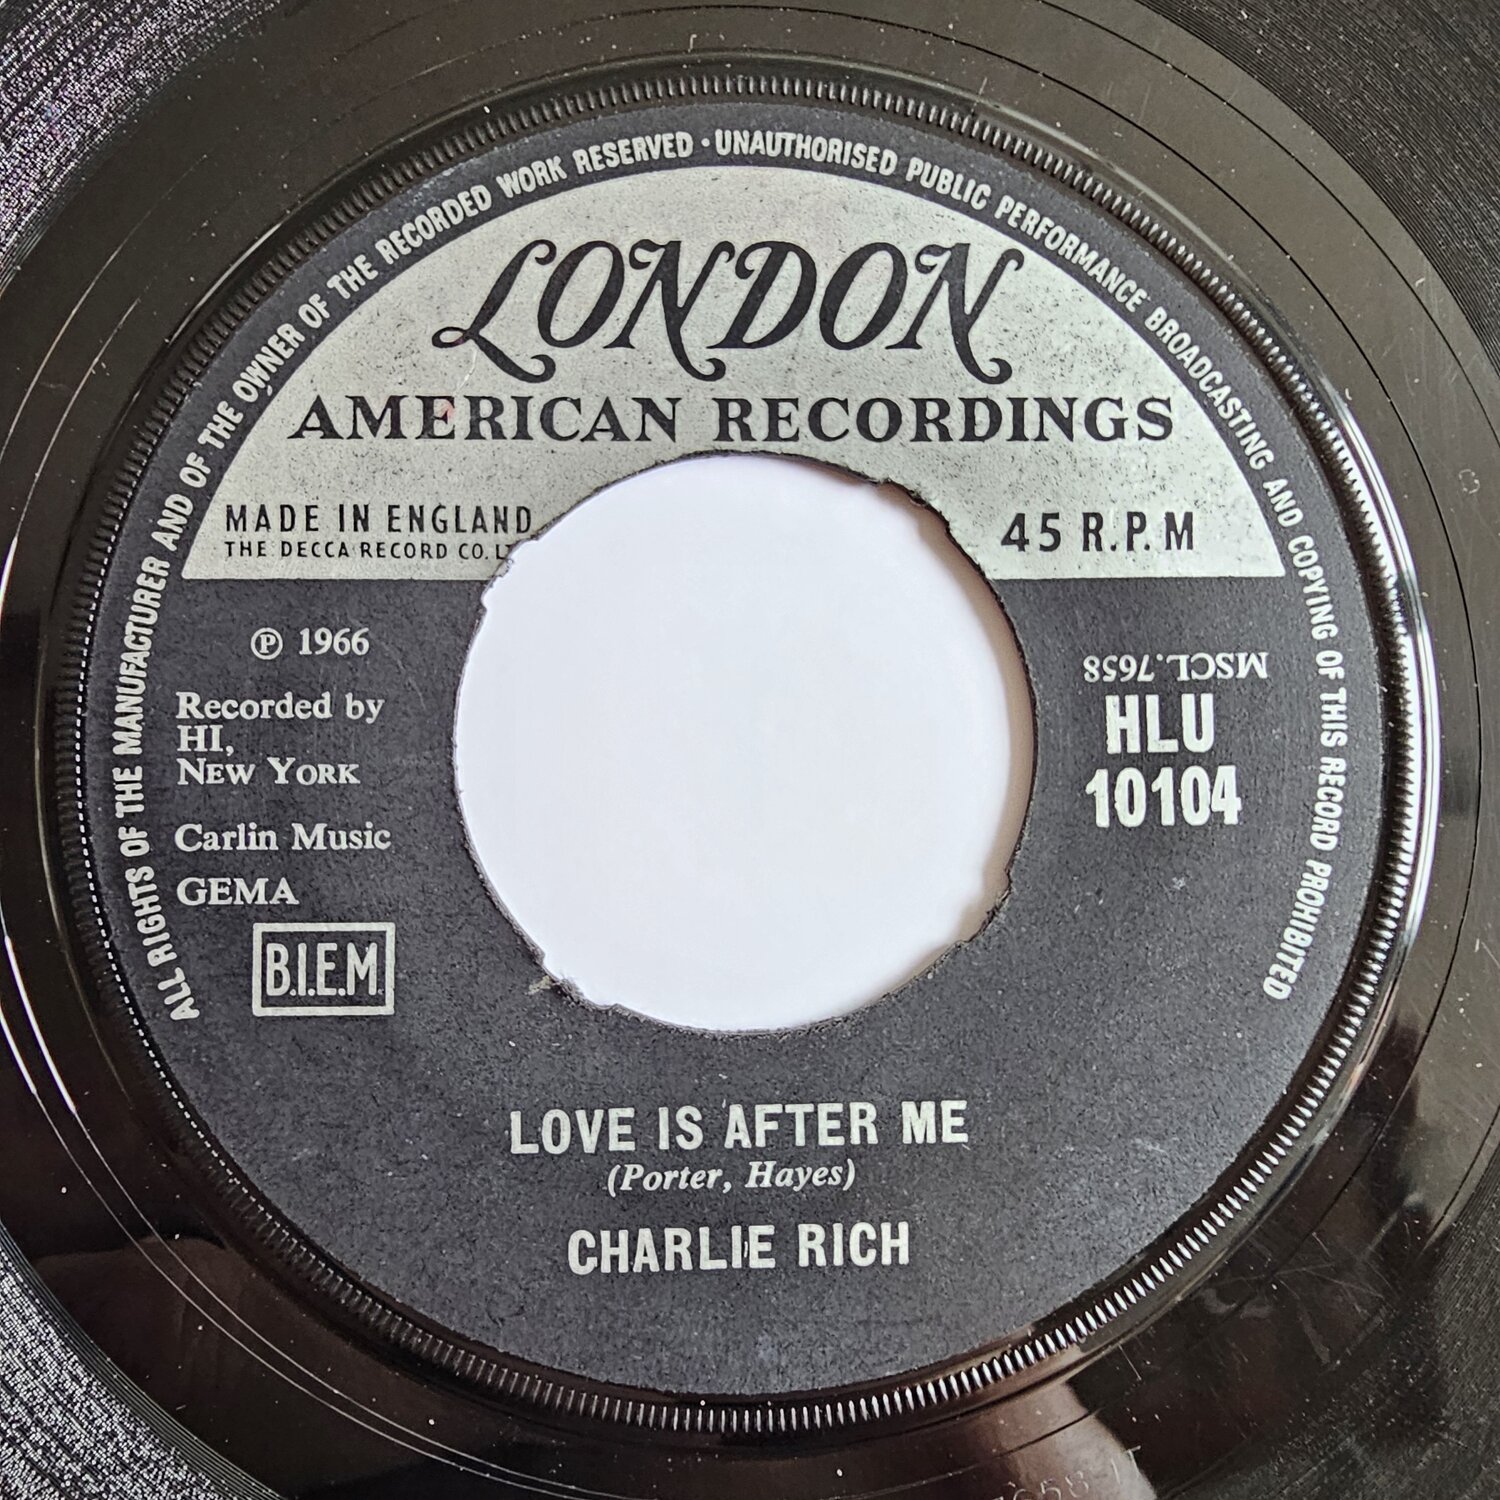 ALL RIGHTS OF THE MANUFACTURER AND OF THE OWNER OF THE RECORDED WORK RESERVED · UNAUTHORISED PUBLIC PERFORMANCE BROADCASTING AND COPYING OF THIS RECORD PROHIBITED
LONDON
AMERICAN RECORDINGS
MADE IN ENGLAND
THE DECCA RECORD CO.
45 R.P.M
℗ 1966
Recorded by
HI,
NEW YORK
Carlin Music
GEMA
B.I.E.M
MSCL.7658
HLU
10104
LOVE IS AFTER ME
(Porter, Hayes)
CHARLIE RICH